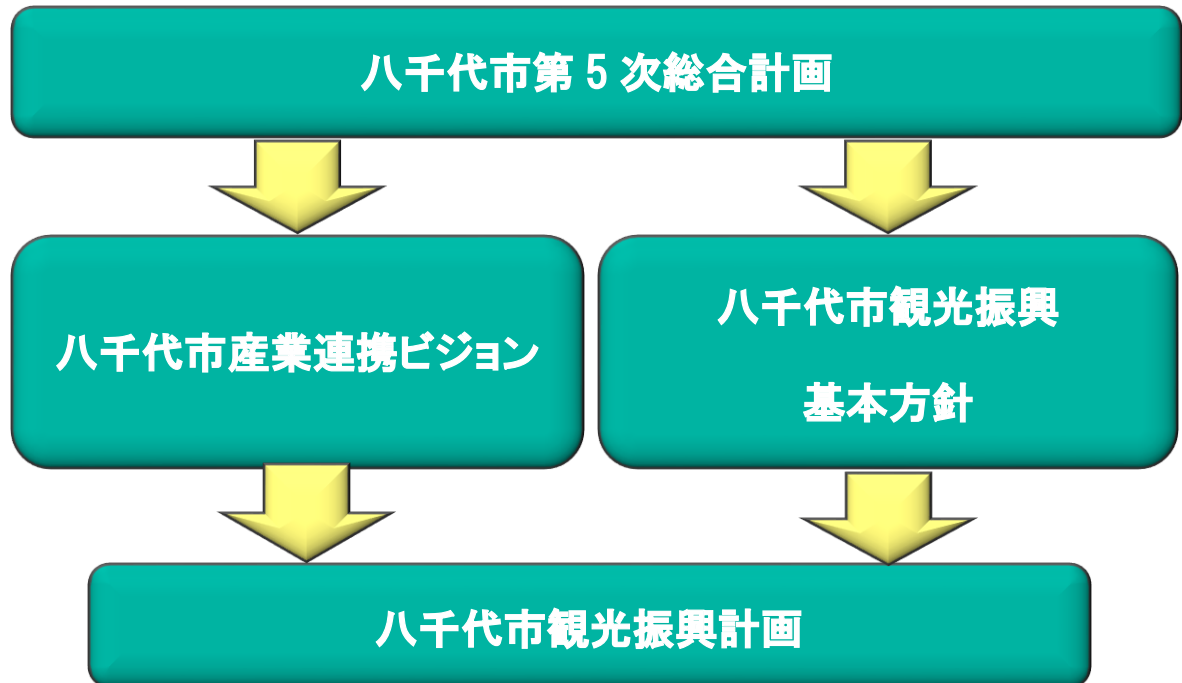 八千代市第 5 次総合計画
八千代市産業連携ビジョン
八千代市観光振興
基本方針
八千代市観光振興計画